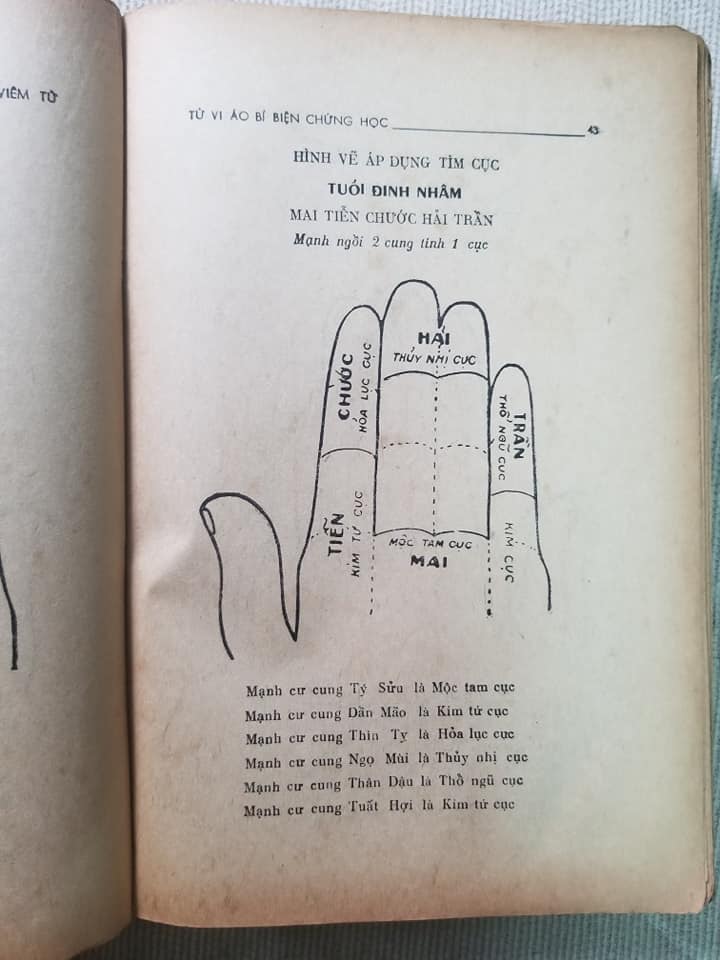 VIÊM TỪ
TỬ VI ÁO BÍ BIỆN CHỨNG HỌC 43
HÌNH VẼ ÁP DỤNG TÌM CỤC
TUỔI ĐINH NHÂM
MAI TIỄN CHƯỚC HẢI TRẦN
Mạnh ngồi 2 cung tính 1 cục
HẢI
THỦY NHỊ CỤC
CHƯỚC
HỎA LỤC CỤC
TRẦN
THỔ NGŨ CỤC
TIỄN
KIM TỨ CỤC
MỘC TAM CỤC
MAI
KIM CỤC
Mạnh cư cung Tý Sửu là Mộc tam cục
Mạnh cư cung Dần Mão là Kim tứ cục
Mạnh cư cung Thìn Tỵ là Hỏa lục cục
Mạnh cư cung Ngọ Mùi là Thủy nhị cục
Mạnh cư cung Thân Dậu là Thổ ngũ cục
Mạnh cư cung Tuất Hợi là Kim tứ cục